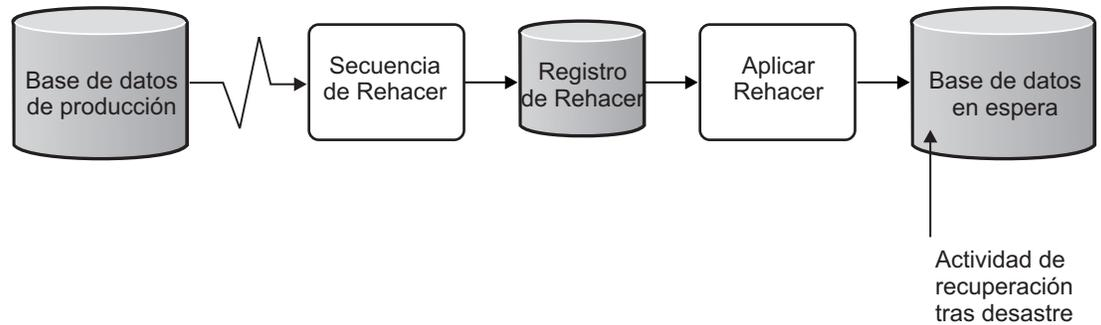 Base de datos
de producción
Secuencia
de Rehacer
Registro
de Rehacer
Aplicar
Rehacer
Base de datos
en espera
Actividad de
recuperación
tras desastre